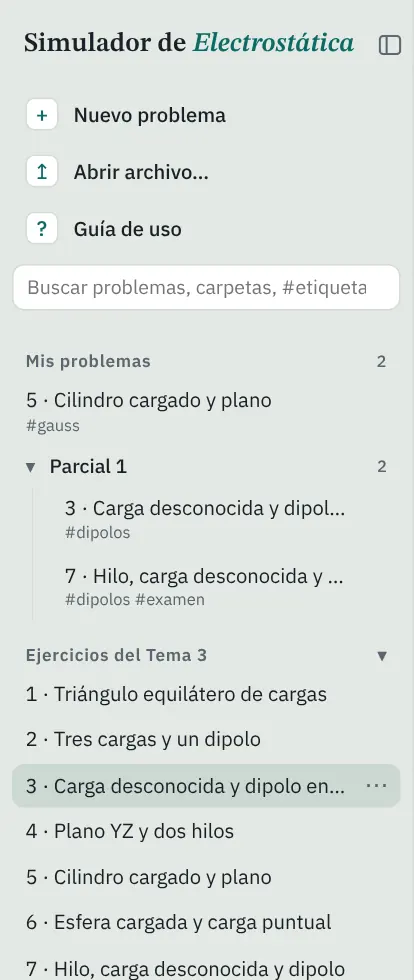 Simulador de Electrostática
+ Nuevo problema
↥ Abrir archivo...
? Guía de uso
Buscar problemas, carpetas, #etiqueta
Mis problemas 2
5 · Cilindro cargado y plano
#gauss
▼ Parcial 1 2
3 · Carga desconocida y dipol...
#dipolos
7 · Hilo, carga desconocida y ...
#dipolos #examen
Ejercicios del Tema 3 ▼
1 · Triángulo equilátero de cargas
2 · Tres cargas y un dipolo
3 · Carga desconocida y dipolo en... ···
4 · Plano YZ y dos hilos
5 · Cilindro cargado y plano
6 · Esfera cargada y carga puntual
7 · Hilo, carga desconocida y dipolo